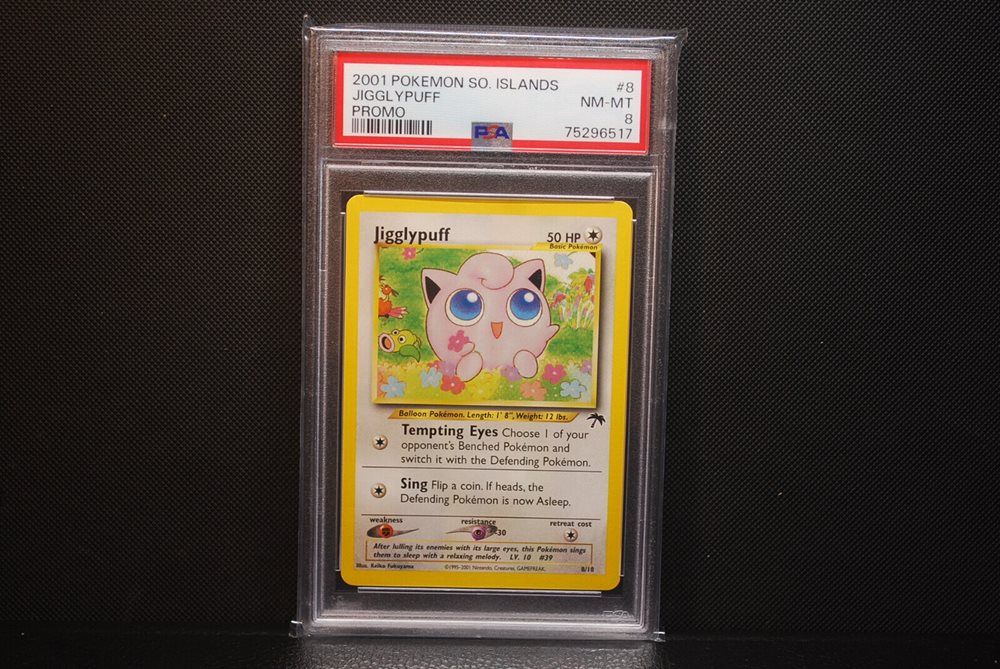 2001 POKEMON SO. ISLANDS #8
JIGGLYPUFF NM-MT
PROMO 8
PSA 75296517
Jigglypuff 50 HP
Basic Pokémon
Balloon Pokémon. Length: 1' 8", Weight: 12 lbs.
Tempting Eyes Choose 1 of your
opponent's Benched Pokémon and
switch it with the Defending Pokémon.
Sing Flip a coin. If heads, the
Defending Pokémon is now Asleep.
weakness resistance retreat cost
-30
After lulling its enemies with its large eyes, this Pokémon sings
them to sleep with a relaxing melody. LV. 10 #39
Illus. Keiko Fukuyama ©1995-2001 Nintendo, Creatures, GAMEFREAK. 8/18
PSA